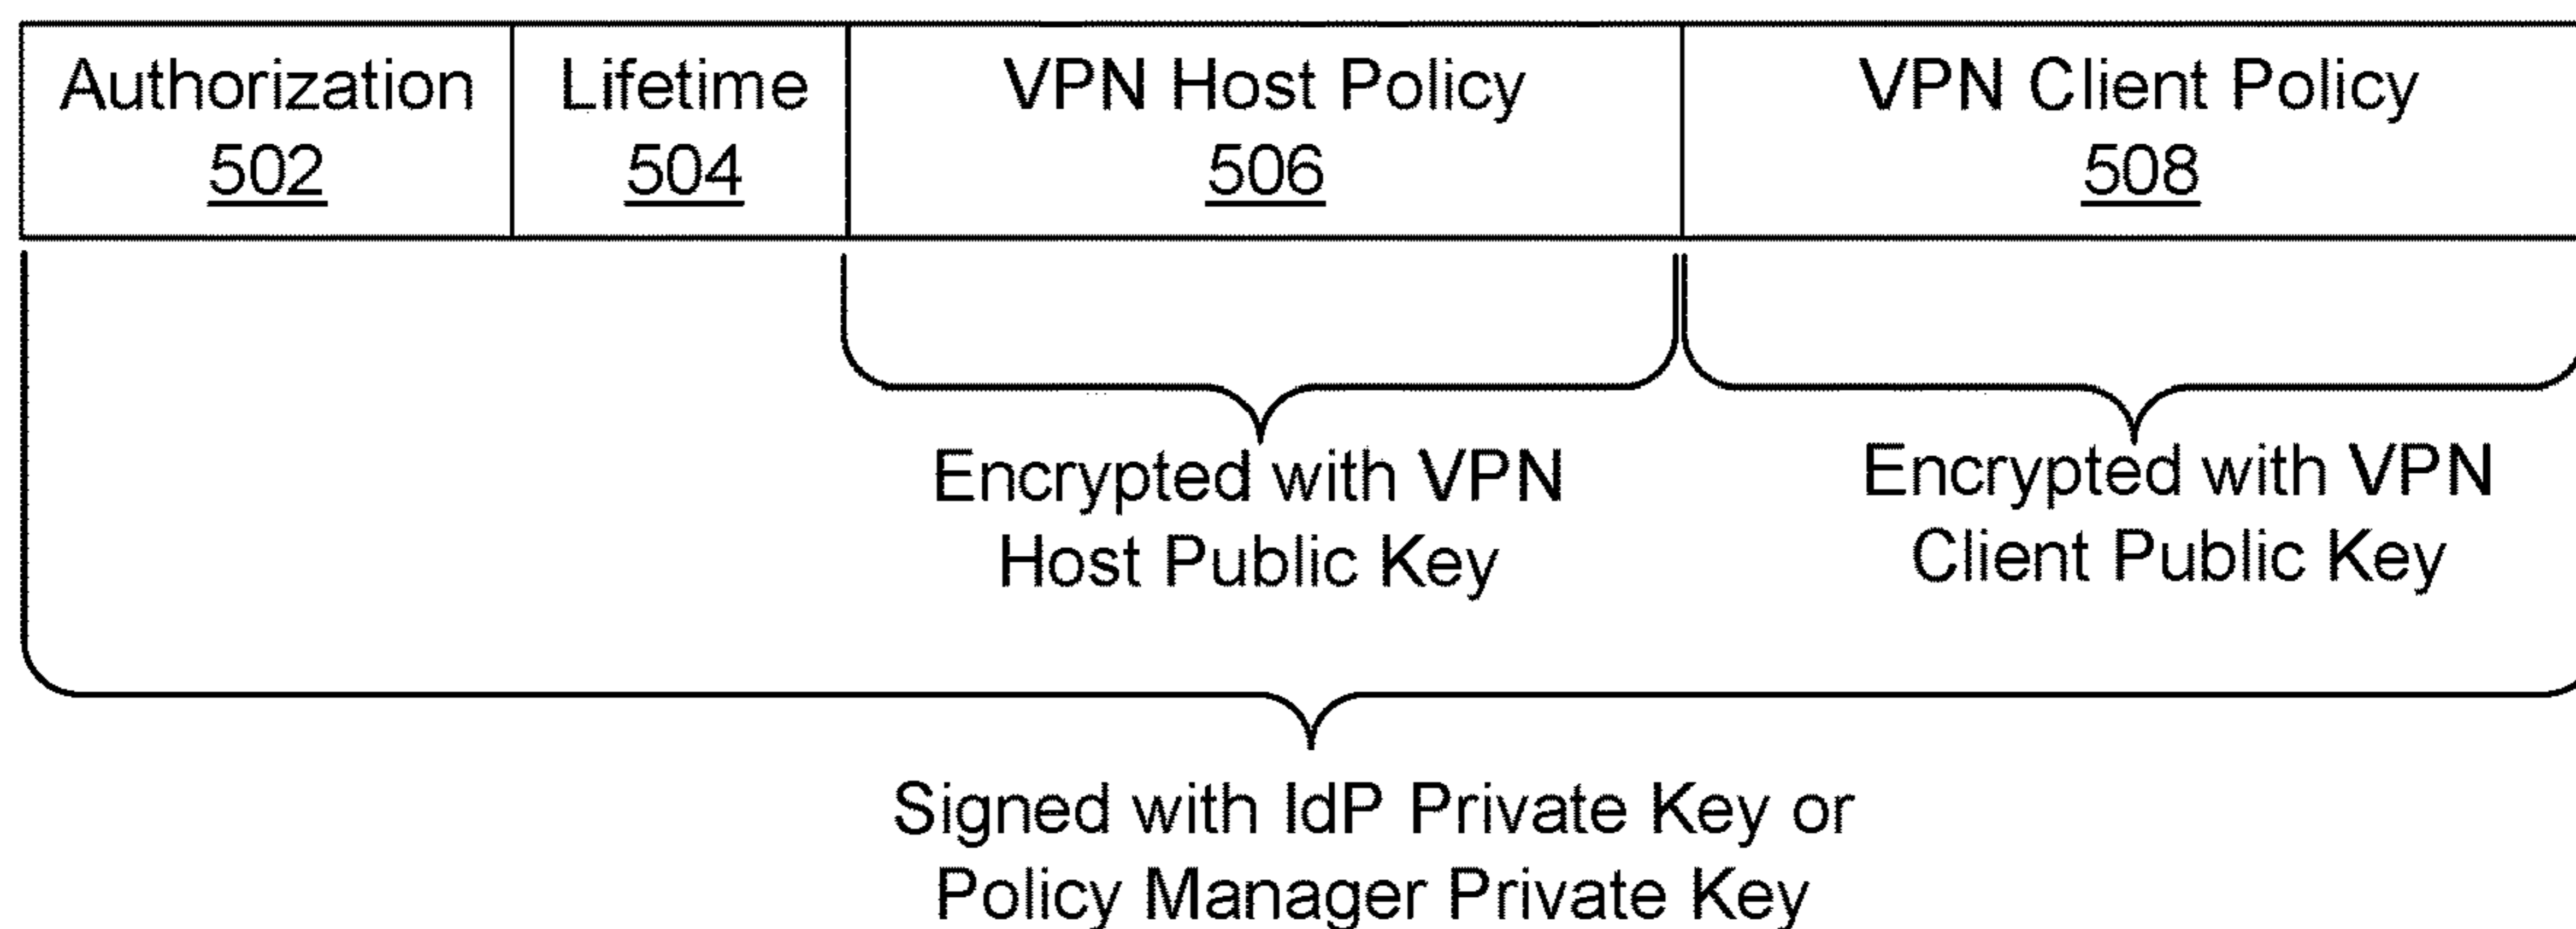 Authorization Lifetime VPN Host Policy VPN Client Policy
502 504 506 508
Encrypted with VPN Encrypted with VPN
Host Public Key Client Public Key
Signed with IdP Private Key or
Policy Manager Private Key